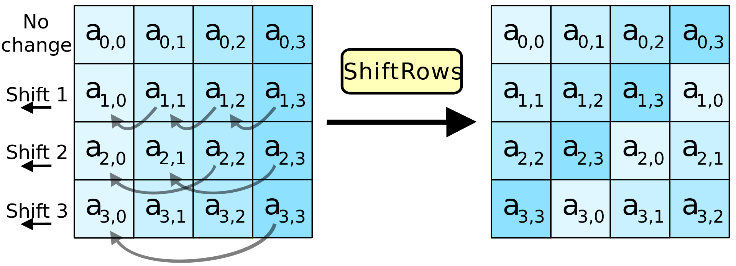 No
change
a0,0 a0,1 a0,2 a0,3
Shift 1
a1,0 a1,1 a1,2 a1,3
Shift 2
a2,0 a2,1 a2,2 a2,3
Shift 3
a3,0 a3,1 a3,2 a3,3
ShiftRows
a0,0 a0,1 a0,2 a0,3
a1,1 a1,2 a1,3 a1,0
a2,2 a2,3 a2,0 a2,1
a3,3 a3,0 a3,1 a3,2